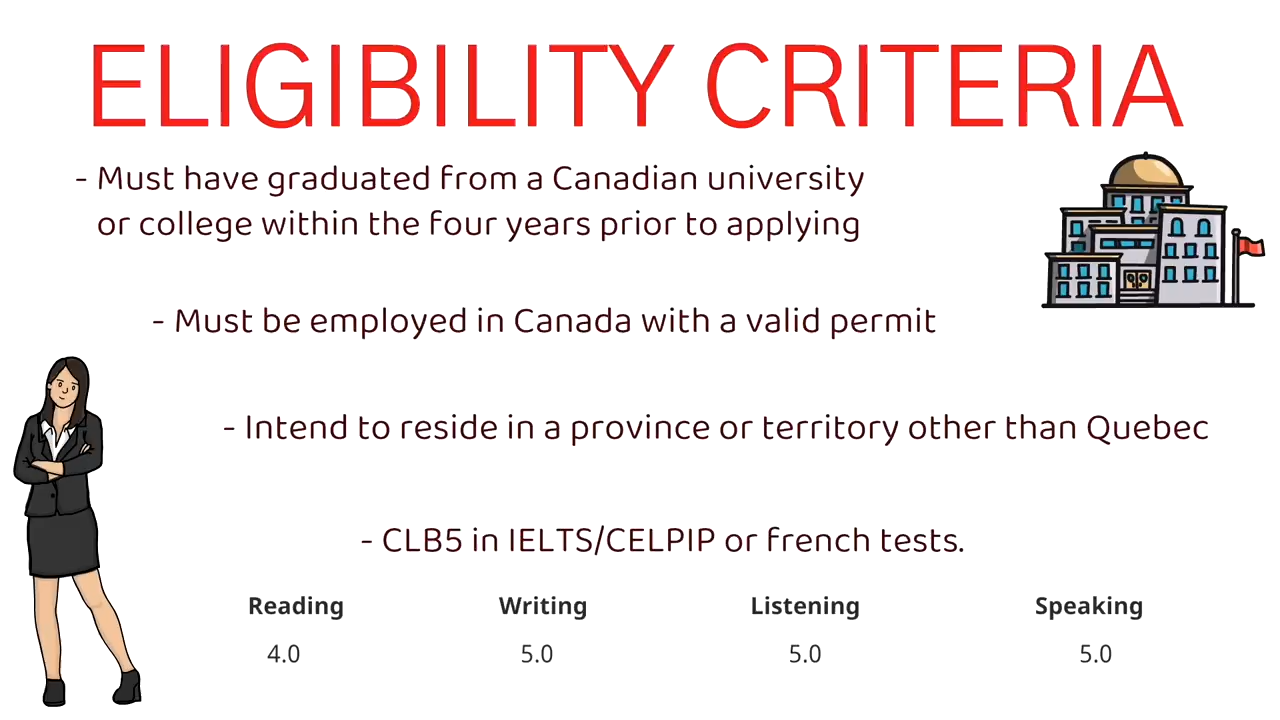 ELIGIBILITY CRITERIA
- Must have graduated from a Canadian university
or college within the four years prior to applying
- Must be employed in Canada with a valid permit
- Intend to reside in a province or territory other than Quebec
- CLB5 in IELTS/CELPIP or french tests.
Reading Writing Listening Speaking
4.0 5.0 5.0 5.0